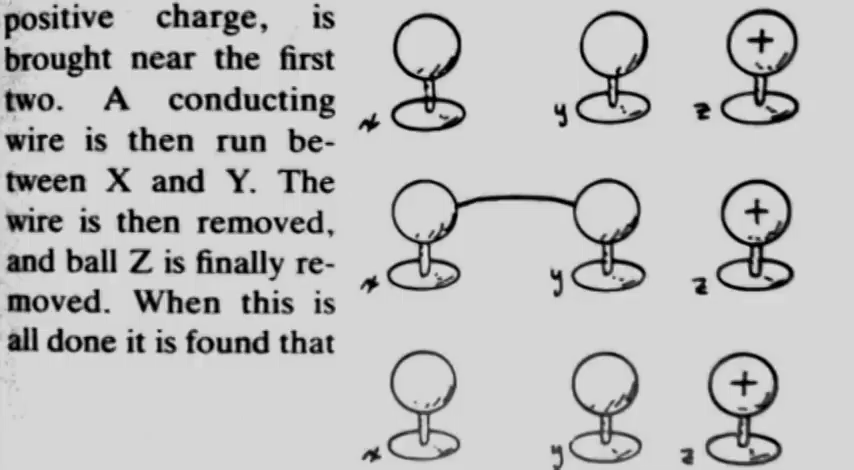 positive charge, is
brought near the first
two. A conducting
wire is then run be-
tween X and Y. The
wire is then removed,
and ball Z is finally re-
moved. When this is
all done it is found that
x y z
+
x y z
+
x y z
+